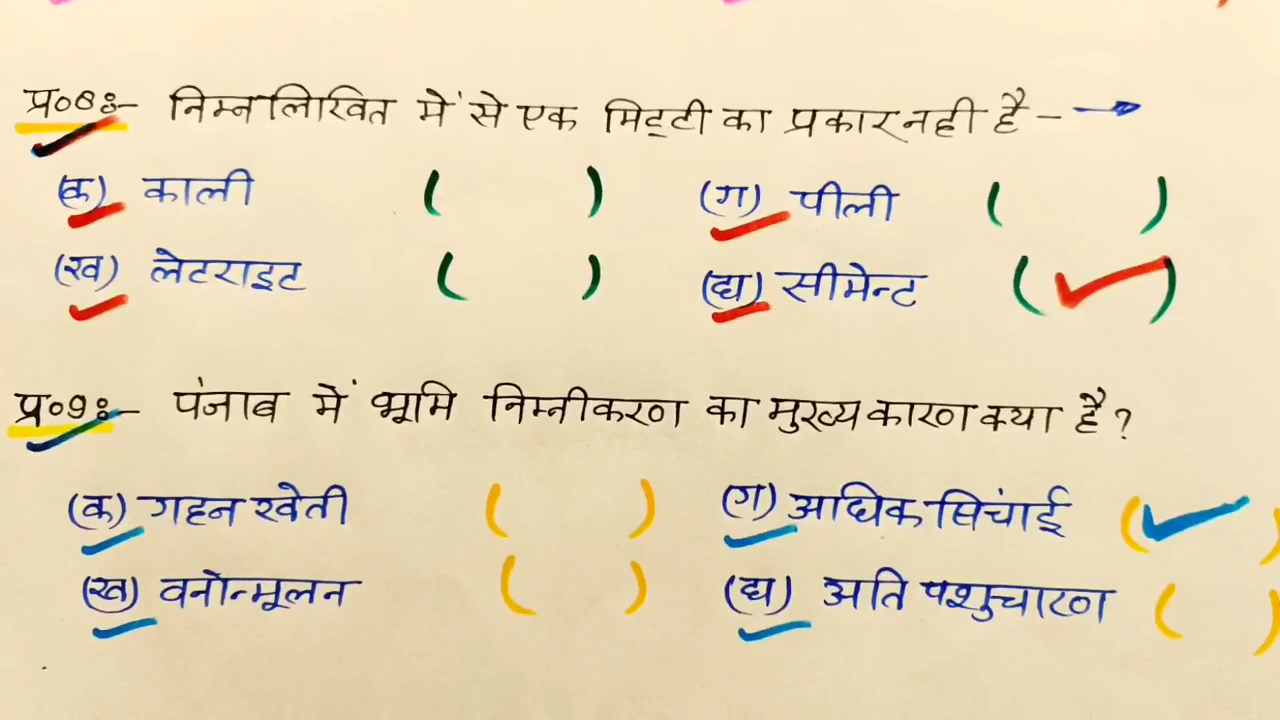 प्र०8ः- निम्नलिखित में से एक मिट्टी का प्रकार नही है -
(क) काली ( ) (ग) पीली ( )
(ख) लेटराइट ( ) (घ) सीमेन्ट (✓)
प्र०9ः- पंजाब में भूमि निम्नीकरण का मुख्य कारण क्या है?
(क) गहन खेती ( ) (ग) अधिक सिंचाई (✓)
(ख) वनोन्मूलन ( ) (घ) अति पशुचारण ( )